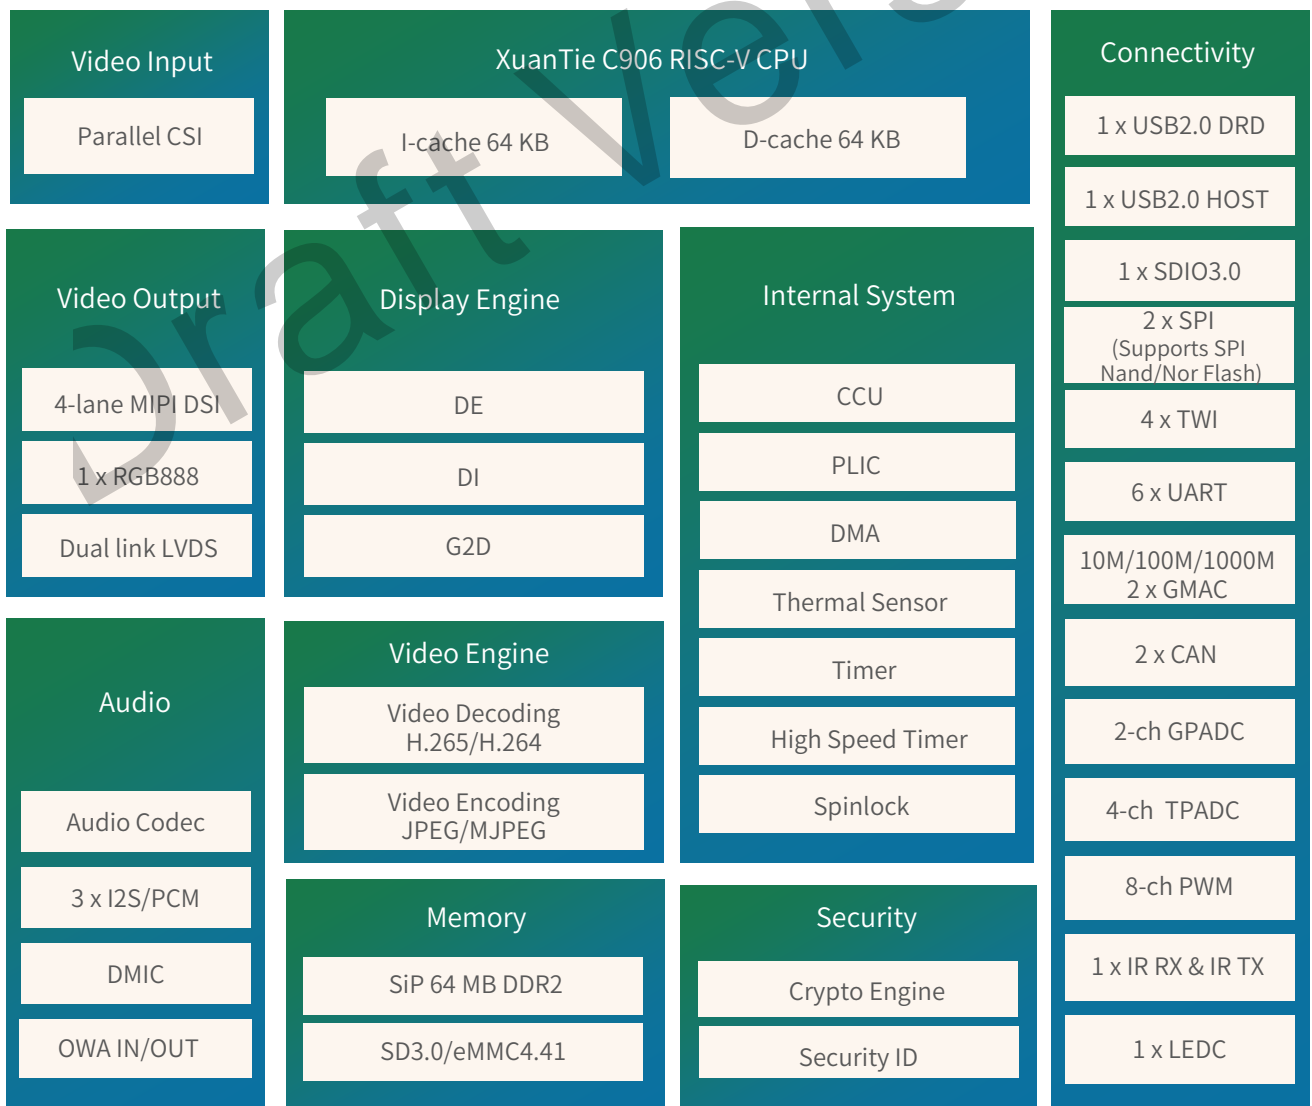 Video Input
Parallel CSI
XuanTie C906 RISC-V CPU
I-cache 64 KB
D-cache 64 KB
Connectivity
1 x USB2.0 DRD
1 x USB2.0 HOST
1 x SDIO3.0
2 x SPI
(Supports SPI
Nand/Nor Flash)
4 x TWI
6 x UART
10M/100M/1000M
2 x GMAC
2 x CAN
2-ch GPADC
4-ch TPADC
8-ch PWM
1 x IR RX & IR TX
1 x LEDC
Video Output
4-lane MIPI DSI
1 x RGB888
Dual link LVDS
Display Engine
DE
DI
G2D
Internal System
CCU
PLIC
DMA
Thermal Sensor
Timer
High Speed Timer
Spinlock
Audio
Audio Codec
3 x I2S/PCM
DMIC
OWA IN/OUT
Video Engine
Video Decoding
H.265/H.264
Video Encoding
JPEG/MJPEG
Memory
SiP 64 MB DDR2
SD3.0/eMMC4.41
Security
Crypto Engine
Security ID
Draft